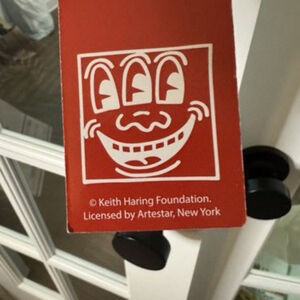 © Keith Haring Foundation.
Licensed by Artestar, New York